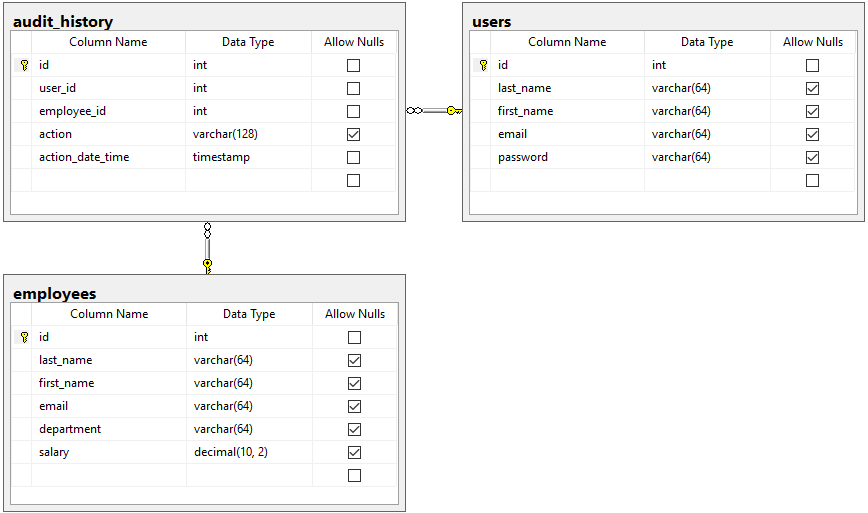 audit_history
Column Name Data Type Allow Nulls
id int
user_id int
employee_id int
action varchar(128)
action_date_time timestamp
users
Column Name Data Type Allow Nulls
id int
last_name varchar(64)
first_name varchar(64)
email varchar(64)
password varchar(64)
employees
Column Name Data Type Allow Nulls
id int
last_name varchar(64)
first_name varchar(64)
email varchar(64)
department varchar(64)
salary decimal(10, 2)